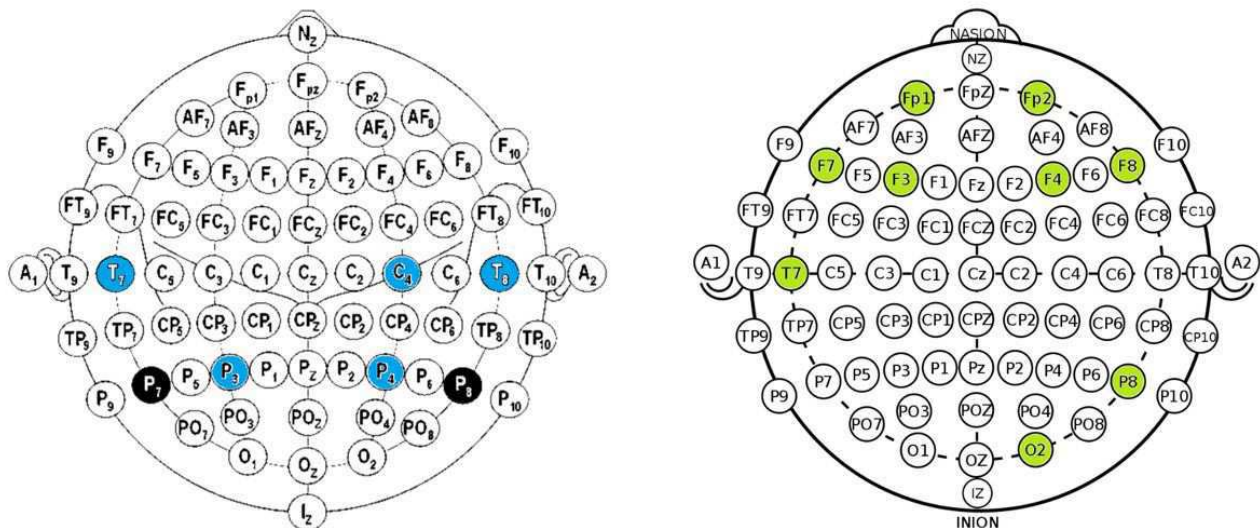 Nz
Fp1 Fpz Fp2
AF7 AF3 AFz AF4 AF8
F9 F7 F5 F3 F1 Fz F2 F4 F6 F8 F10
FT9 FT7 FC5 FC3 FC1 FCz FC2 FC4 FC6 FT8 FT10
A1 T9 T7 C5 C3 C1 Cz C2 C4 C6 T8 T10 A2
TP9 TP7 CP5 CP3 CP1 CPz CP2 CP4 CP6 TP8 TP10
P9 P7 P5 P3 P1 Pz P2 P4 P6 P8 P10
PO7 PO3 POz PO4 PO8
O1 Oz O2
Iz
NASION
NZ
Fp1 FpZ Fp2
AF7 AF3 AFZ AF4 AF8
F9 F7 F5 F3 F1 Fz F2 F4 F6 F8 F10
FT9 FT7 FC5 FC3 FC1 FCZ FC2 FC4 FC6 FC8 FC10
A1 T9 T7 C5 C3 C1 Cz C2 C4 C6 T8 T10 A2
TP9 TP7 CP5 CP3 CP1 CPZ CP2 CP4 CP6 CP8 CP10
P9 P7 P5 P3 P1 Pz P2 P4 P6 P8 P10
PO7 PO3 POZ PO4 PO8
O1 OZ O2
IZ
INION